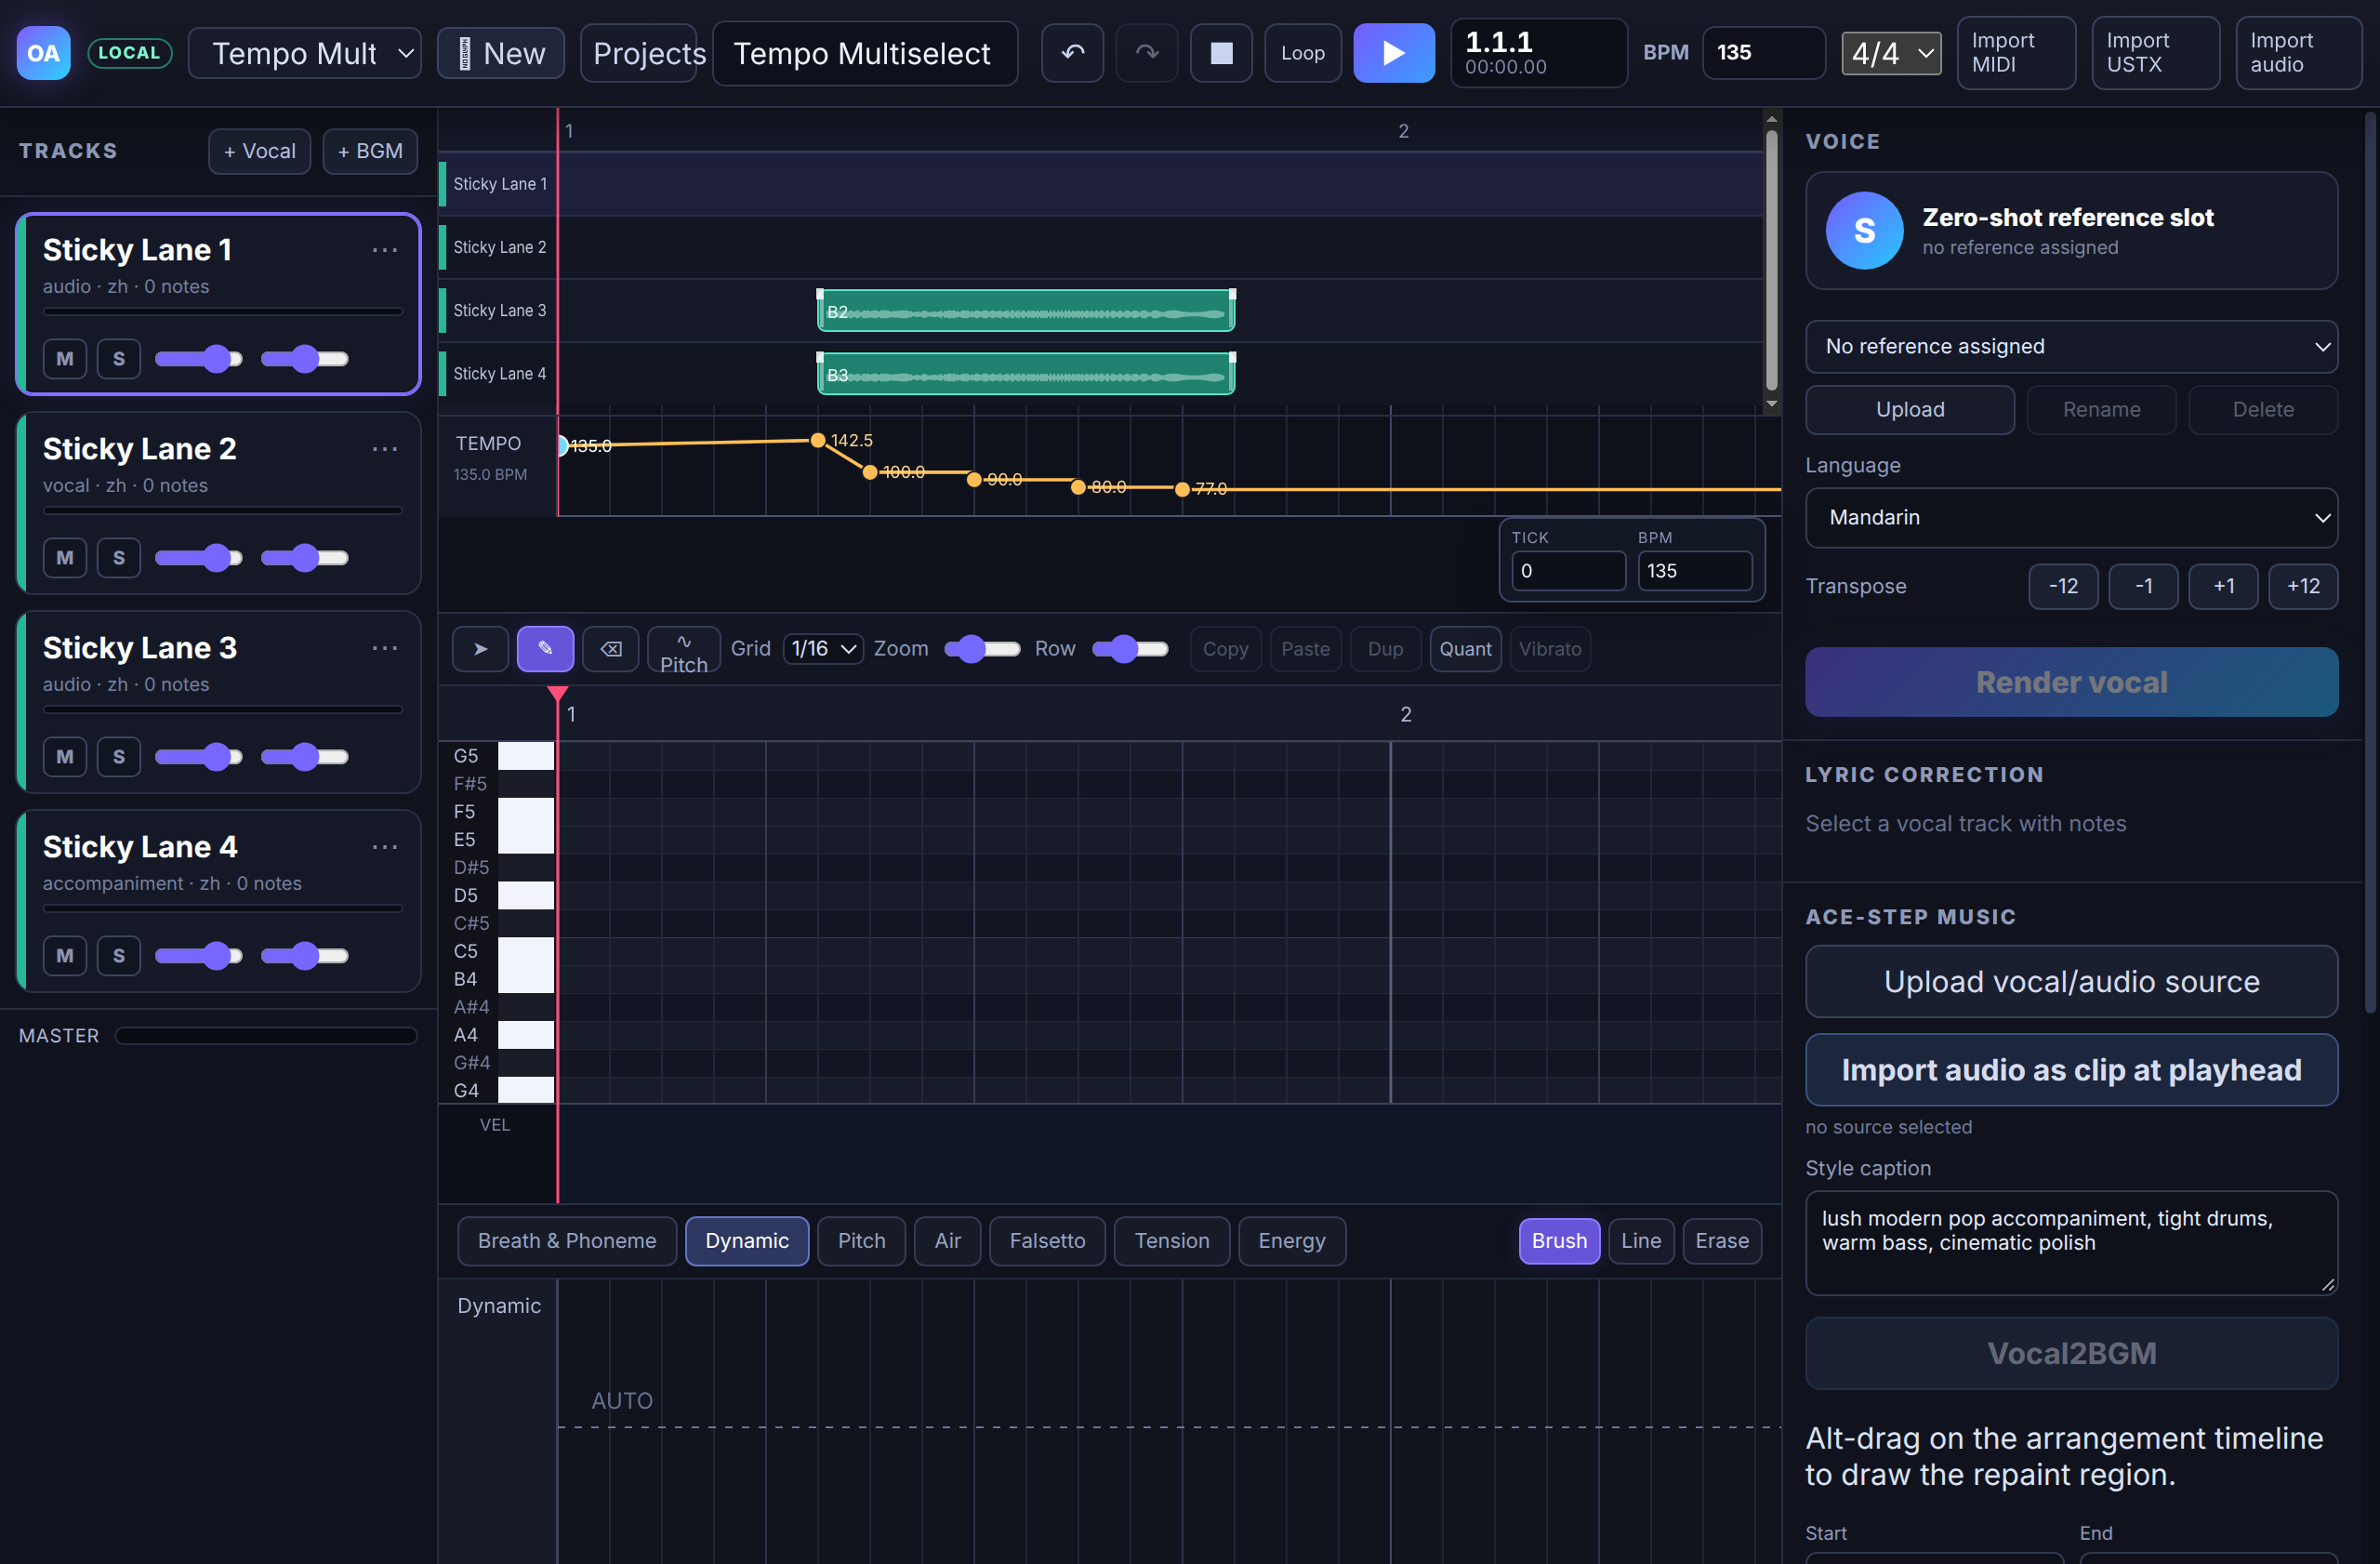 OA
LOCAL
Tempo Mult
New
Projects
Tempo Multiselect
Loop
1.1.1
00:00.00
BPM
135
4/4
Import MIDI
Import USTX
Import audio
TRACKS
+ Vocal
+ BGM
Sticky Lane 1
audio · zh · 0 notes
M
S
Sticky Lane 2
vocal · zh · 0 notes
M
S
Sticky Lane 3
audio · zh · 0 notes
M
S
Sticky Lane 4
accompaniment · zh · 0 notes
M
S
MASTER
1
2
Sticky Lane 1
Sticky Lane 2
Sticky Lane 3
B2
Sticky Lane 4
B3
TEMPO
135.0 BPM
135.0
142.5
100.0
90.0
80.0
77.0
TICK
BPM
0
135
Pitch
Grid
1/16
Zoom
Row
Copy
Paste
Dup
Quant
Vibrato
1
2
G5
F#5
F5
E5
D#5
D5
C#5
C5
B4
A#4
A4
G#4
G4
VEL
Breath & Phoneme
Dynamic
Pitch
Air
Falsetto
Tension
Energy
Brush
Line
Erase
Dynamic
AUTO
VOICE
S
Zero-shot reference slot
no reference assigned
No reference assigned
Upload
Rename
Delete
Language
Mandarin
Transpose
-12
-1
+1
+12
Render vocal
LYRIC CORRECTION
Select a vocal track with notes
ACE-STEP MUSIC
Upload vocal/audio source
Import audio as clip at playhead
no source selected
Style caption
lush modern pop accompaniment, tight drums,
warm bass, cinematic polish
Vocal2BGM
Alt-drag on the arrangement timeline
to draw the repaint region.
Start
End